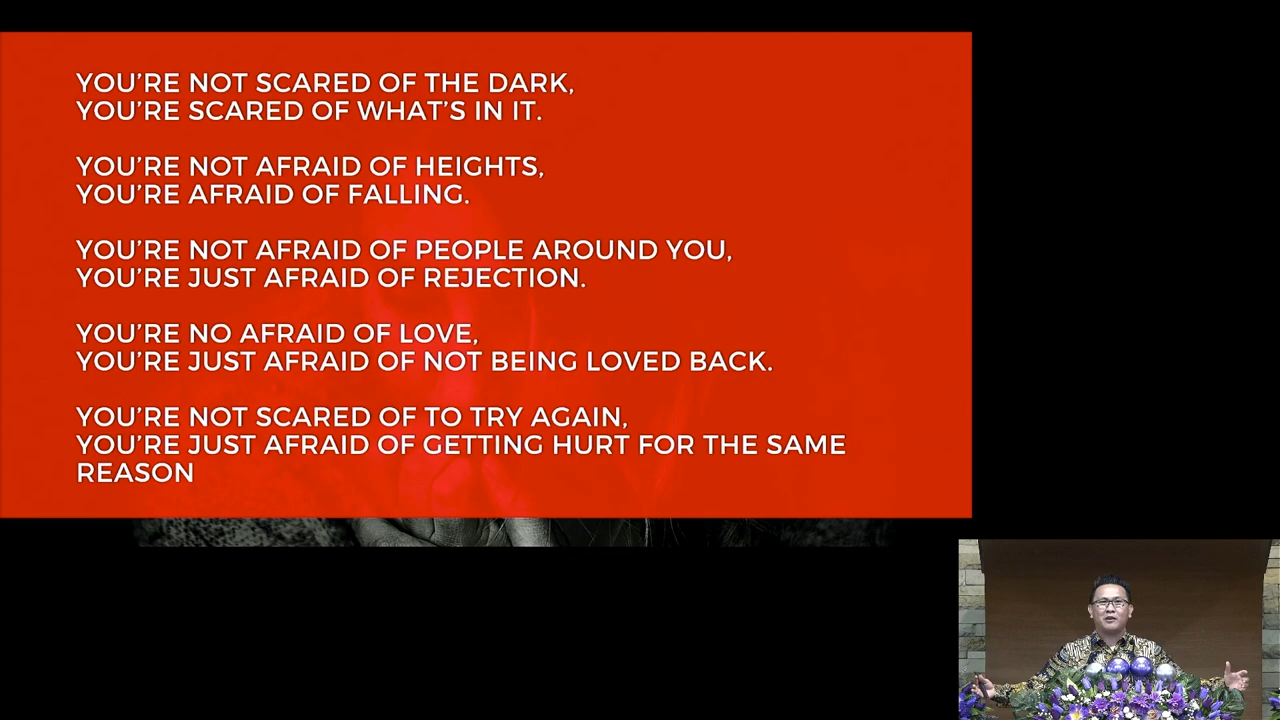 YOU'RE NOT SCARED OF THE DARK,
YOU'RE SCARED OF WHAT'S IN IT.
YOU'RE NOT AFRAID OF HEIGHTS,
YOU'RE AFRAID OF FALLING.
YOU'RE NOT AFRAID OF PEOPLE AROUND YOU,
YOU'RE JUST AFRAID OF REJECTION.
YOU'RE NO AFRAID OF LOVE,
YOU'RE JUST AFRAID OF NOT BEING LOVED BACK.
YOU'RE NOT SCARED OF TO TRY AGAIN,
YOU'RE JUST AFRAID OF GETTING HURT FOR THE SAME
REASON